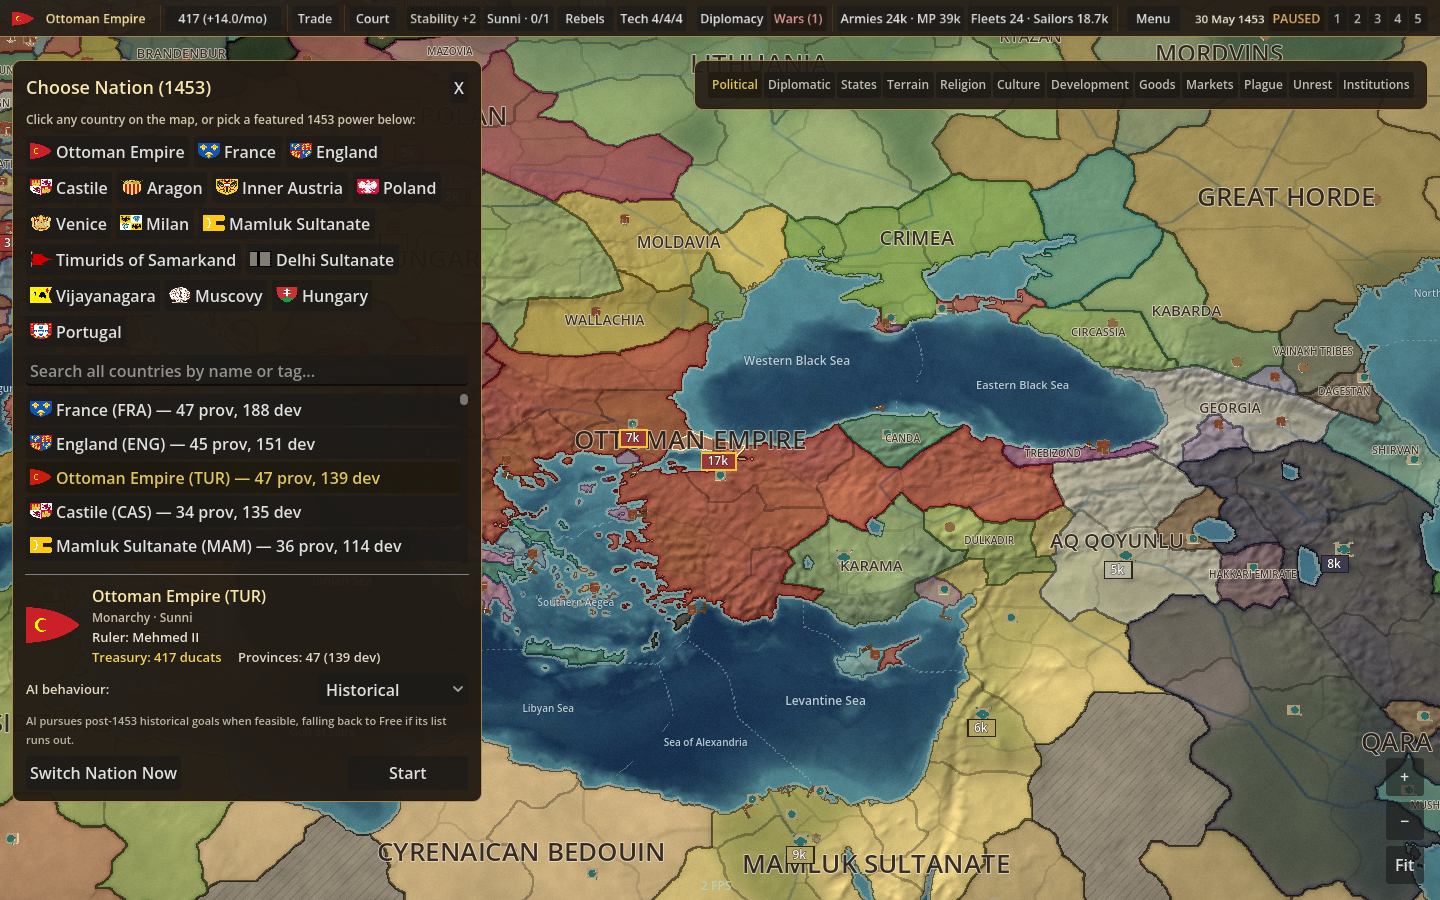 Ottoman Empire 417 (+14.0/mo) Trade Court Stability +2 Sunni · 0/1 Rebels Tech 4/4/4 Diplomacy Wars (1) Armies 24k · MP 39k Fleets 24 · Sailors 18.7k Menu 30 May 1453 PAUSED 1 2 3 4 5
Choose Nation (1453) X
Click any country on the map, or pick a featured 1453 power below:
Ottoman Empire France England
Castile Aragon Inner Austria Poland
Venice Milan Mamluk Sultanate
Timurids of Samarkand Delhi Sultanate
Vijayanagara Muscovy Hungary
Portugal
Search all countries by name or tag...
France (FRA) — 47 prov, 188 dev
England (ENG) — 45 prov, 151 dev
Ottoman Empire (TUR) — 47 prov, 139 dev
Castile (CAS) — 34 prov, 135 dev
Mamluk Sultanate (MAM) — 36 prov, 114 dev
Ottoman Empire (TUR)
Monarchy · Sunni
Ruler: Mehmed II
Treasury: 417 ducats Provinces: 47 (139 dev)
AI behaviour: Historical
AI pursues post-1453 historical goals when feasible, falling back to Free if its list
runs out.
Switch Nation Now Start
Political Diplomatic States Terrain Religion Culture Development Goods Markets Plague Unrest Institutions
BRANDENBUR
MAZOVIA
LITHUANIA
RYAZAN
MORDVINS
GREAT HORDE
MOLDAVIA
CRIMEA
WALLACHIA
KABARDA
CIRCASSIA
VAINAKH TRIBES
DAGESTAN
North
Western Black Sea
Eastern Black Sea
GEORGIA
OTTOMAN EMPIRE
7k
17k
CANDA
TREBIZOND
SHIRVAN
AQ QOYUNLU
DULKADIR
KARAMA
5k
8k
HAKKARI EMIRATE
Southern Aegea
Levantine Sea
Libyan Sea
Sea of Alexandria
6k
QARA
MUSH
CYRENAICAN BEDOUIN
MAMLUK SULTANATE
9k
2 FPS
+
−
Fit